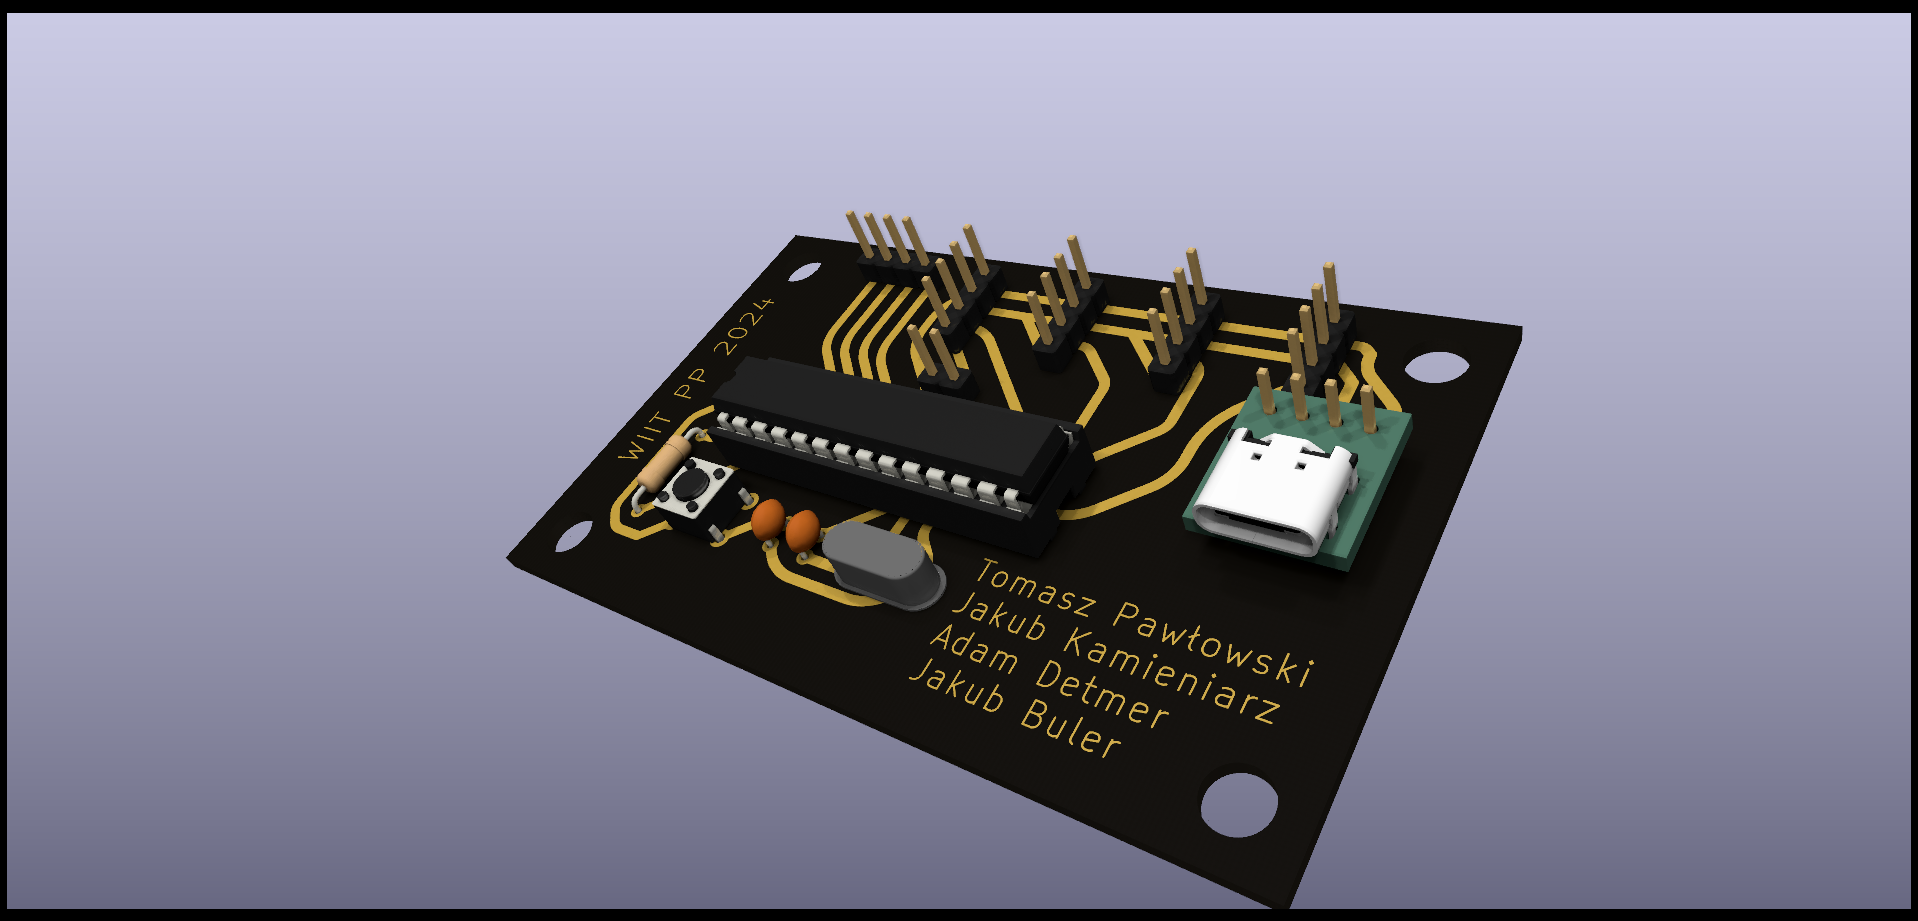 WIIT PP 2024
Tomasz Pawłowski
Jakub Kamieniarz
Adam Detmer
Jakub Buler